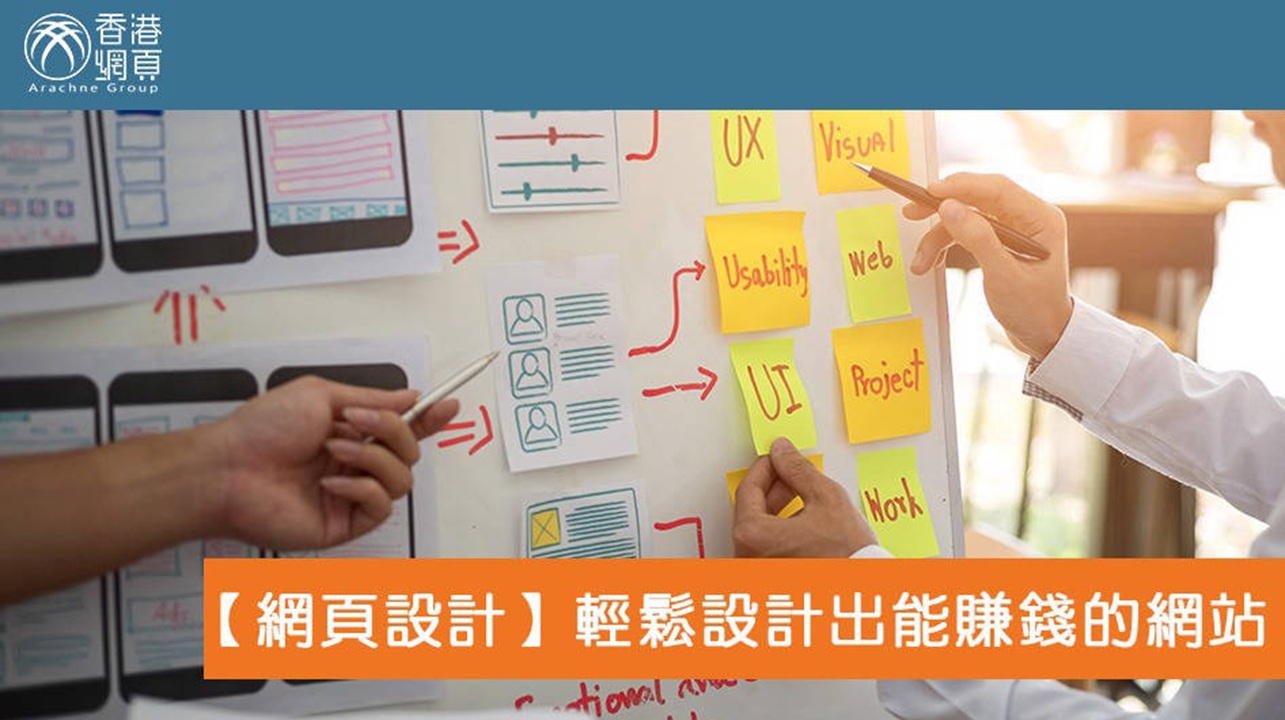 香港
網頁
Arachne Group
UX
Visual
Usability
Web
UI
Project
Work
Ads
【網頁設計】輕鬆設計出能賺錢的網站
Emotional